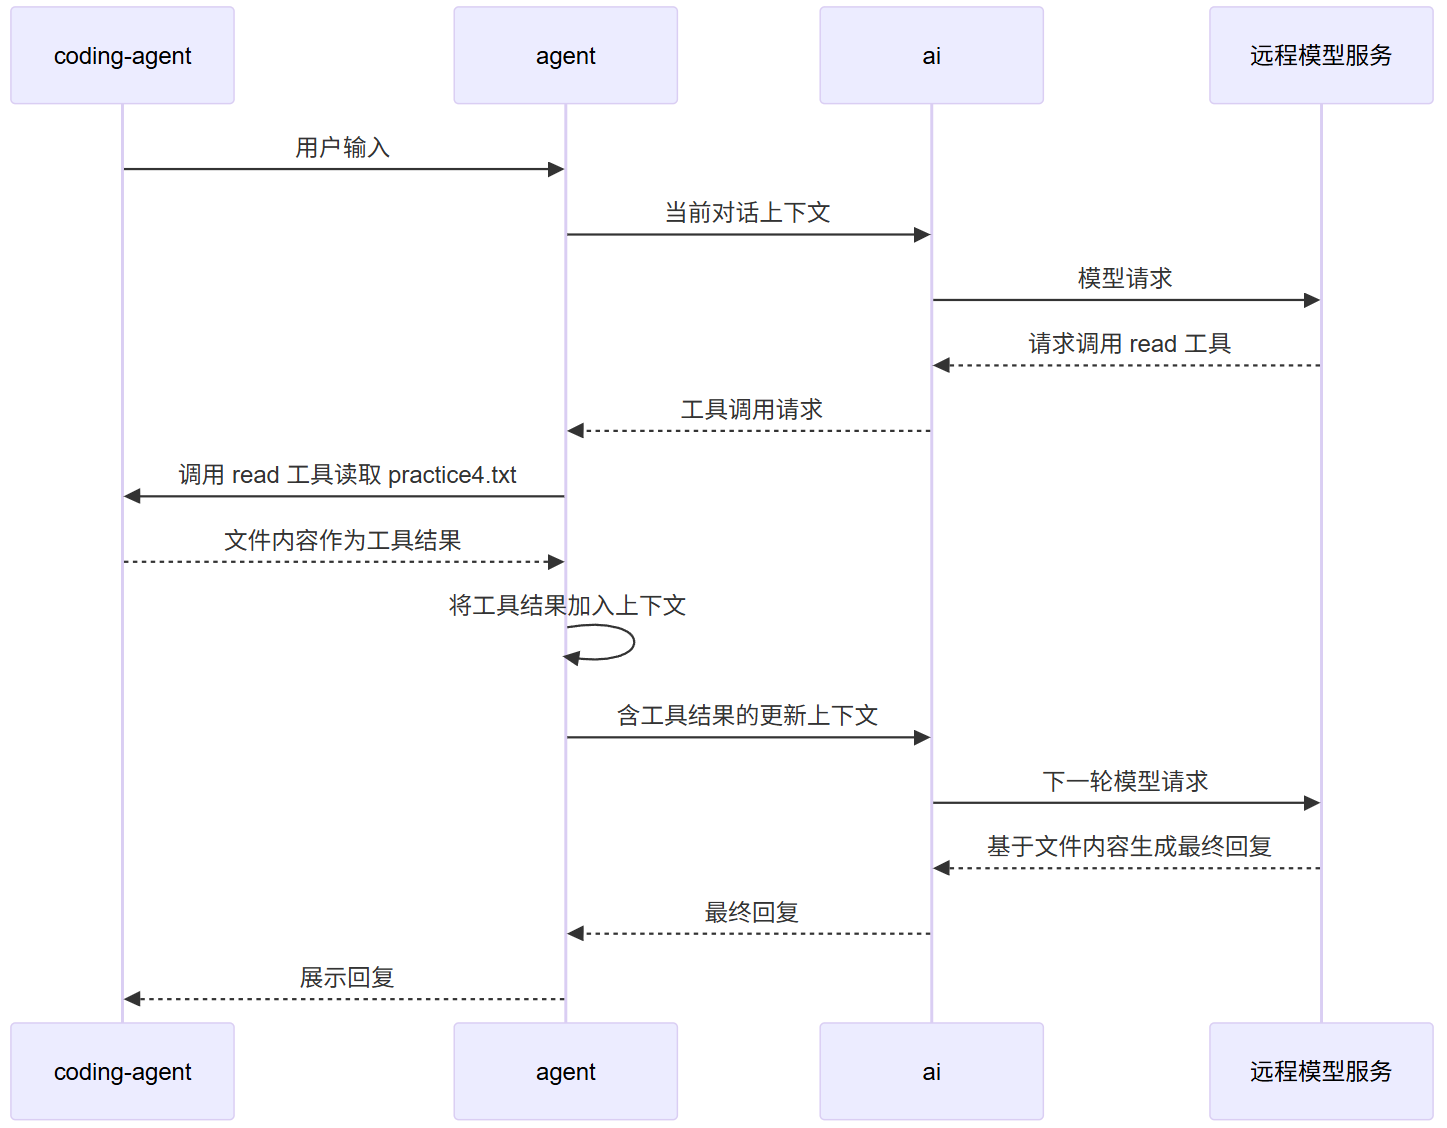 coding-agent
agent
ai
远程模型服务
用户输入
当前对话上下文
模型请求
请求调用 read 工具
工具调用请求
调用 read 工具读取 practice4.txt
文件内容作为工具结果
将工具结果加入上下文
含工具结果的更新上下文
下一轮模型请求
基于文件内容生成最终回复
最终回复
展示回复
coding-agent
agent
ai
远程模型服务